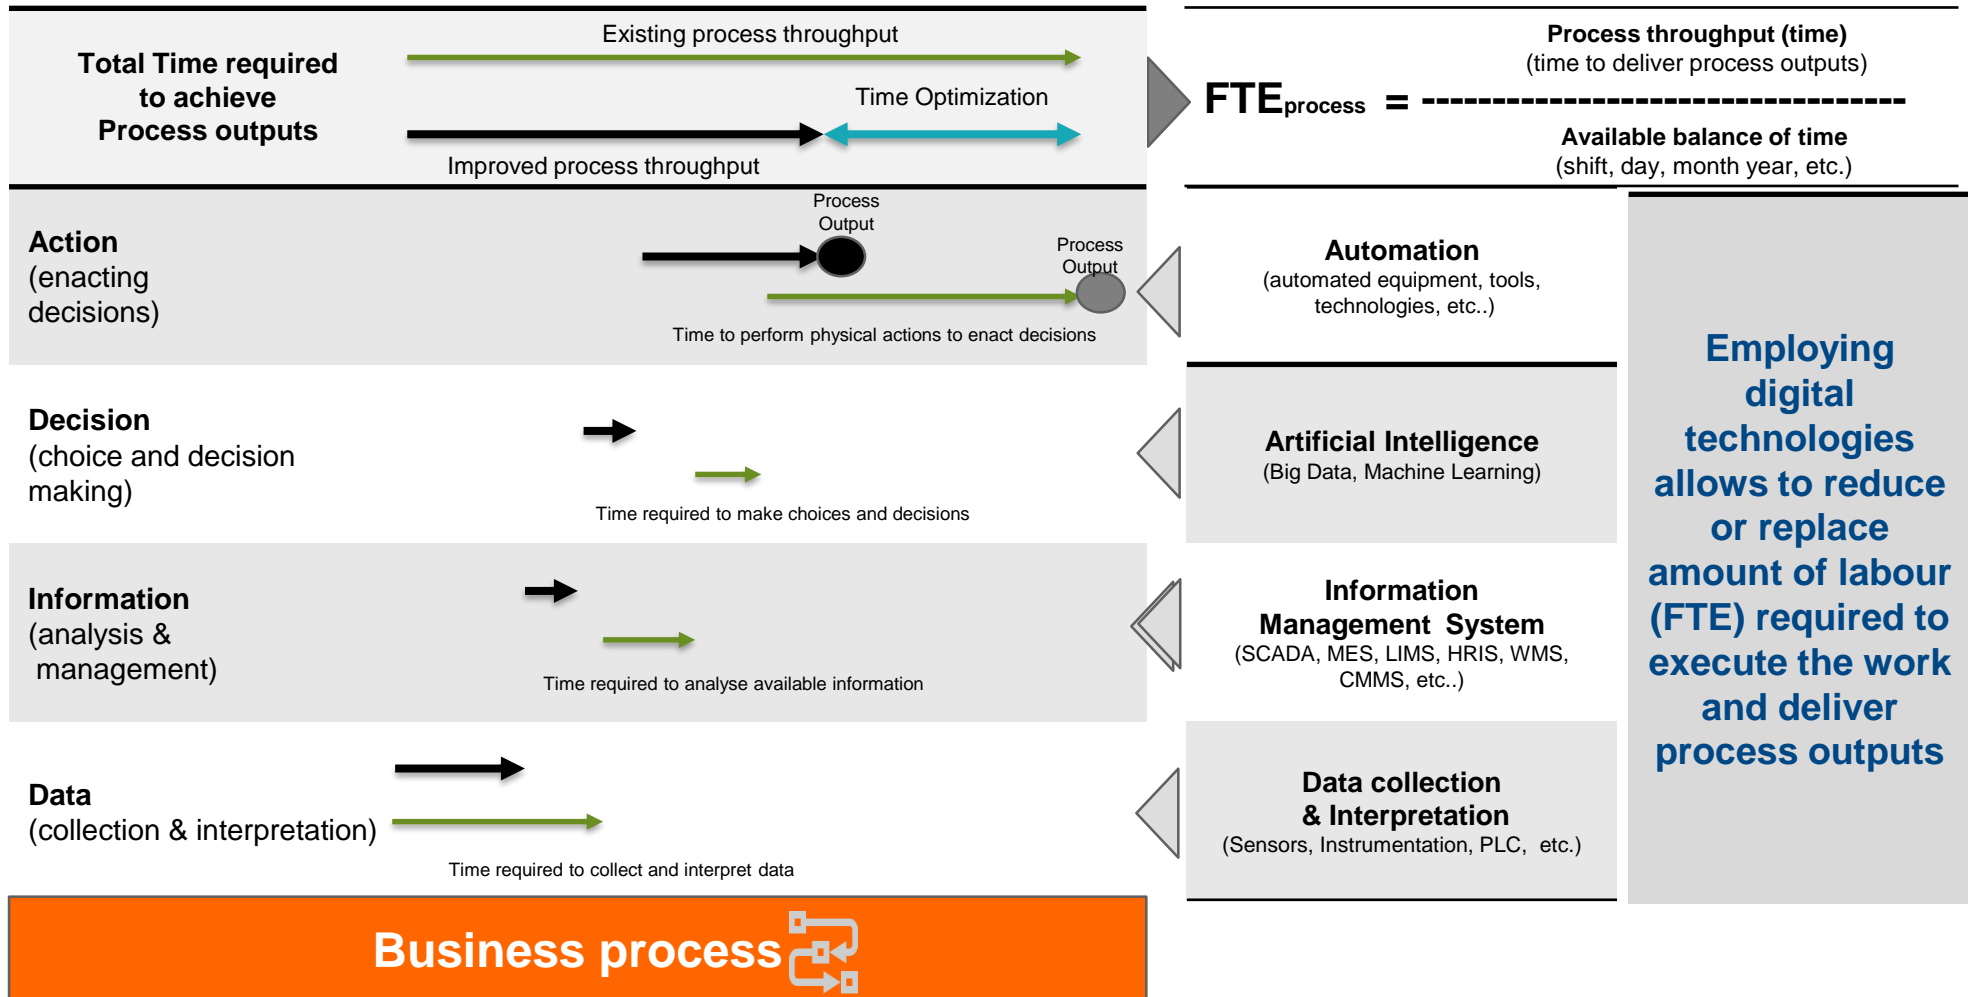 Total Time required
to achieve
Process outputs
Existing process throughput
Time Optimization
Improved process throughput
FTEprocess = ----------------------------------
Process throughput (time)
(time to deliver process outputs)
Available balance of time
(shift, day, month year, etc.)
Action
(enacting
decisions)
Process
Output
Process
Output
Time to perform physical actions to enact decisions
Automation
(automated equipment, tools,
technologies, etc..)
Decision
(choice and decision
making)
Time required to make choices and decisions
Artificial Intelligence
(Big Data, Machine Learning)
Information
(analysis &
management)
Time required to analyse available information
Information
Management System
(SCADA, MES, LIMS, HRIS, WMS,
CMMS, etc..)
Data
(collection & interpretation)
Time required to collect and interpret data
Data collection
& Interpretation
(Sensors, Instrumentation, PLC, etc.)
Employing
digital
technologies
allows to reduce
or replace
amount of labour
(FTE) required to
execute the work
and deliver
process outputs
Business process